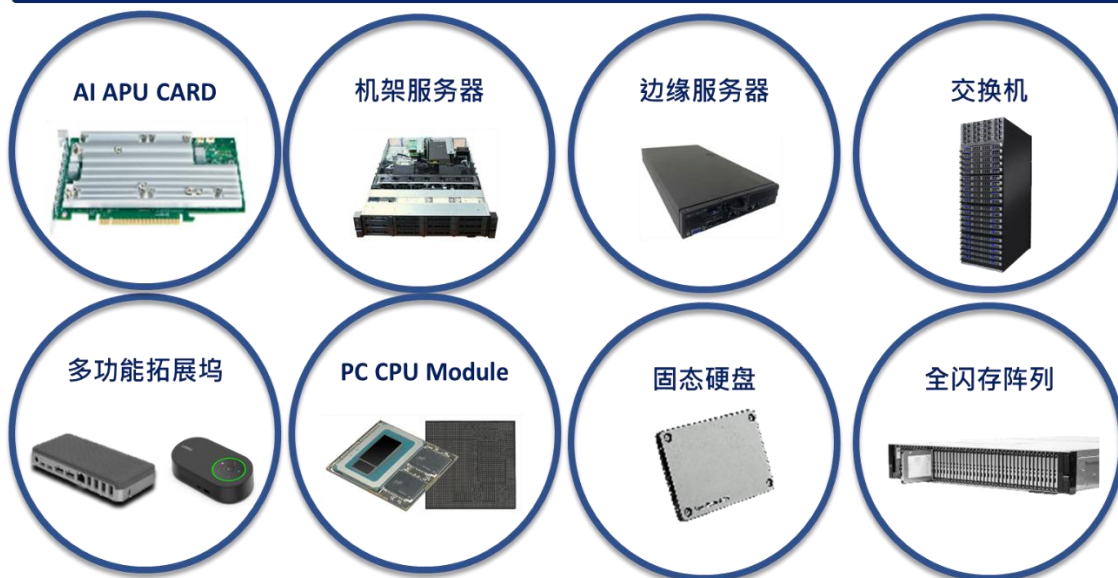 AI APU CARD
机架服务器
边缘服务器
交换机
多功能拓展坞
PC CPU Module
固态硬盘
全闪存阵列